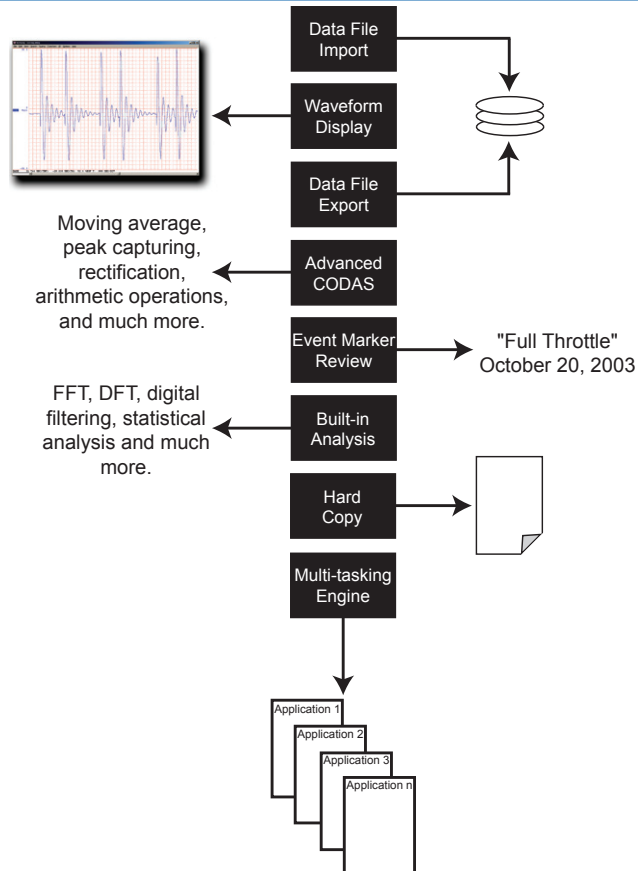 Data File
Import
Waveform
Display
Data File
Export
Moving average,
peak capturing,
rectification,
arithmetic operations,
and much more.
Advanced
CODAS
Event Marker
Review
"Full Throttle"
October 20, 2003
FFT, DFT, digital
filtering, statistical
analysis and much
more.
Built-in
Analysis
Hard
Copy
Multi-tasking
Engine
Application 1
Application 2
Application 3
Application n